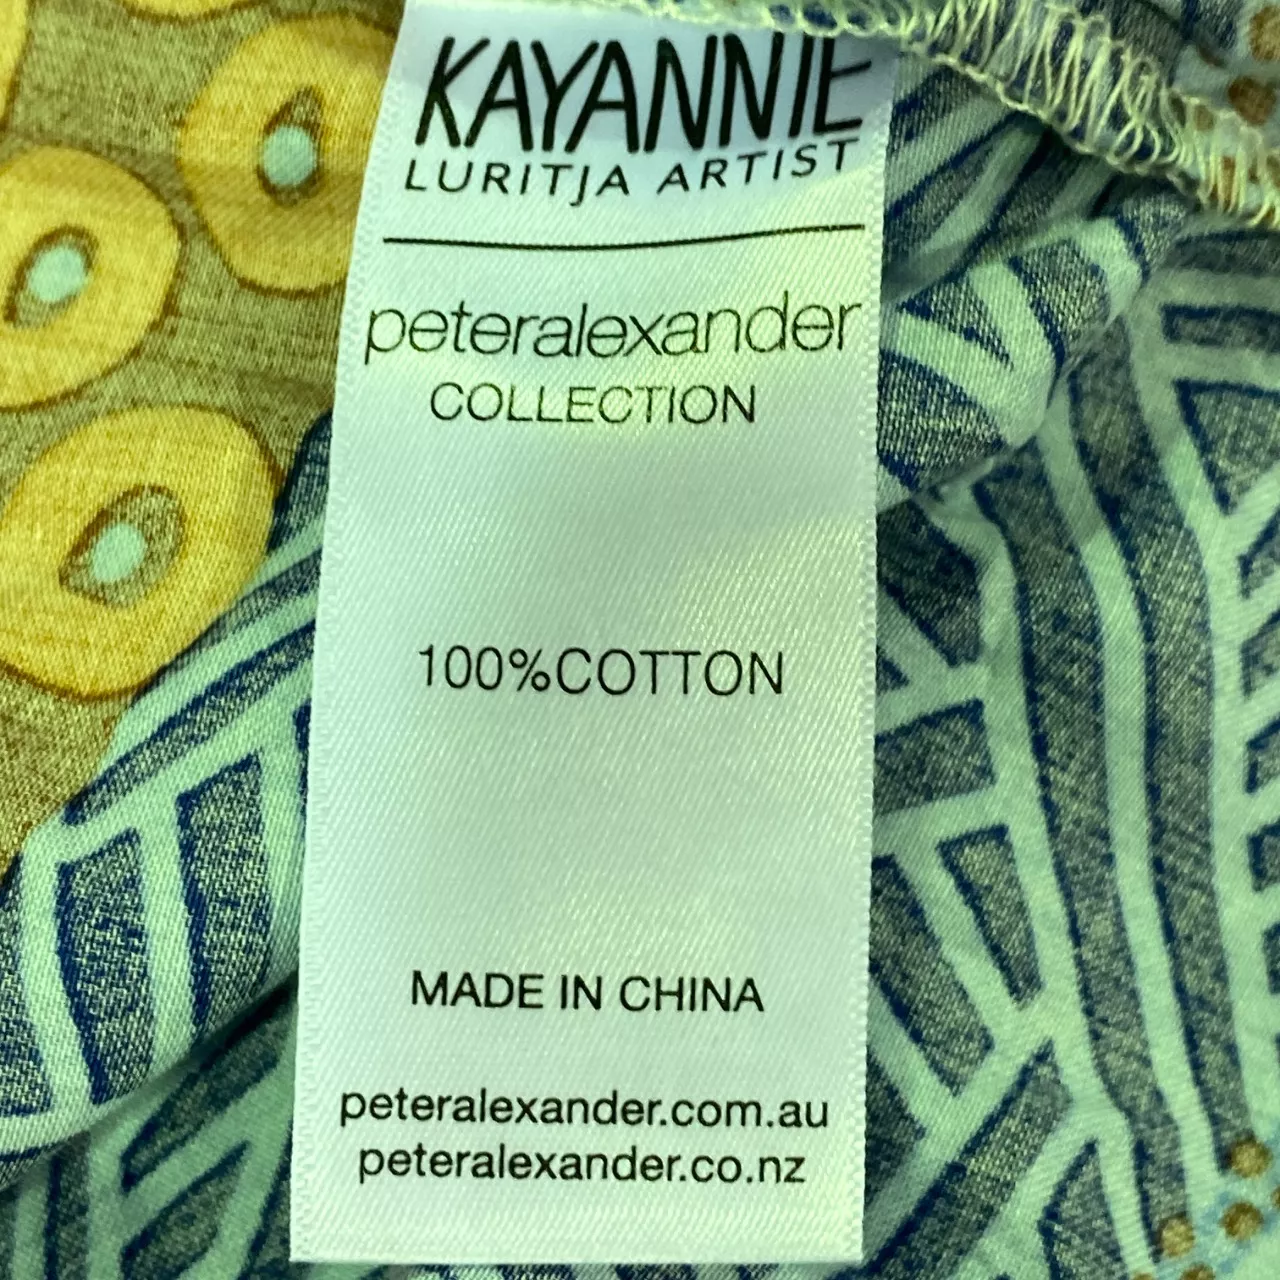 KAYANNIE
LURITJA ARTIST
peteralexander
COLLECTION
100%COTTON
MADE IN CHINA
peteralexander.com.au
peteralexander.co.nz